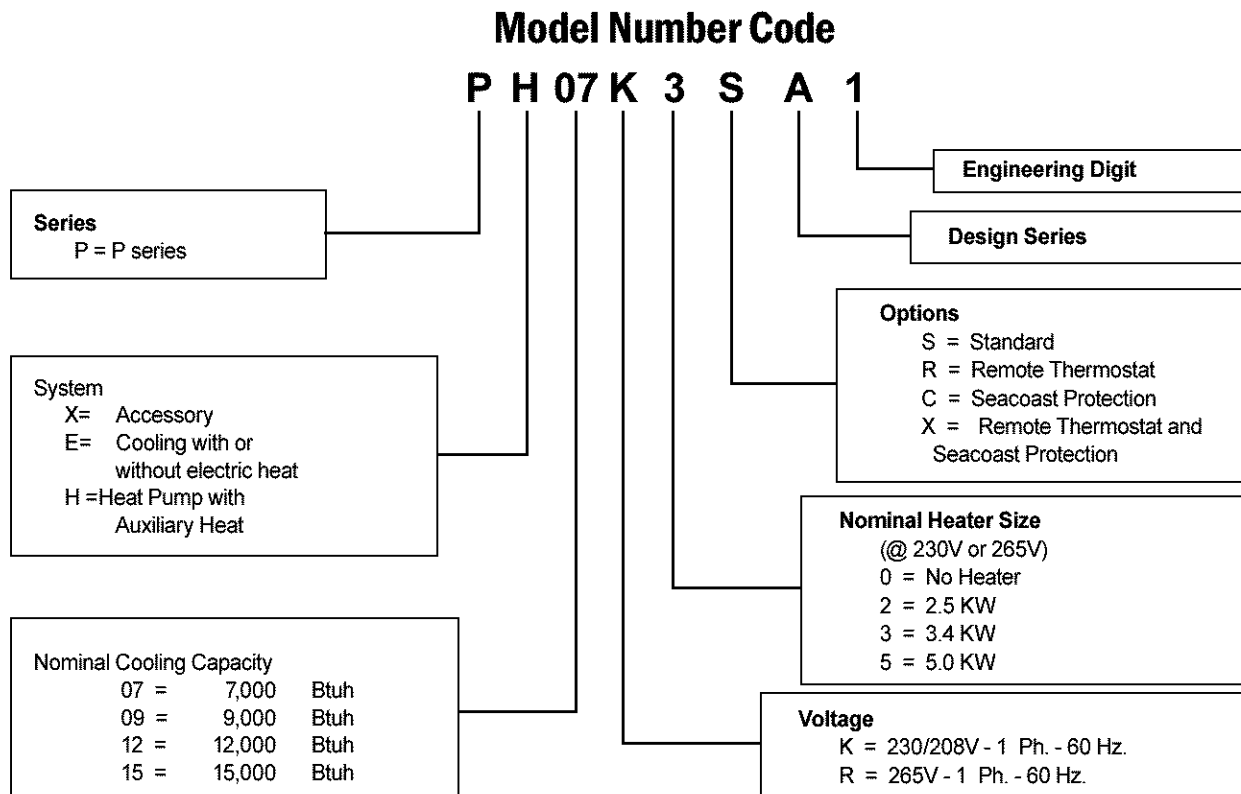 Model Number Code
P H 07 K 3 S A 1
Series
P = P series
System
X= Accessory
E= Cooling with or
without electric heat
H =Heat Pump with
Auxiliary Heat
Nominal Cooling Capacity
07 = 7,000 Btuh
09 = 9,000 Btuh
12 = 12,000 Btuh
15 = 15,000 Btuh
Engineering Digit
Design Series
Options
S = Standard
R = Remote Thermostat
C = Seacoast Protection
X = Remote Thermostat and
Seacoast Protection
Nominal Heater Size
(@ 230V or 265V)
0 = No Heater
2 = 2.5 KW
3 = 3.4 KW
5 = 5.0 KW
Voltage
K = 230/208V - 1 Ph. - 60 Hz.
R = 265V - 1 Ph. - 60 Hz.